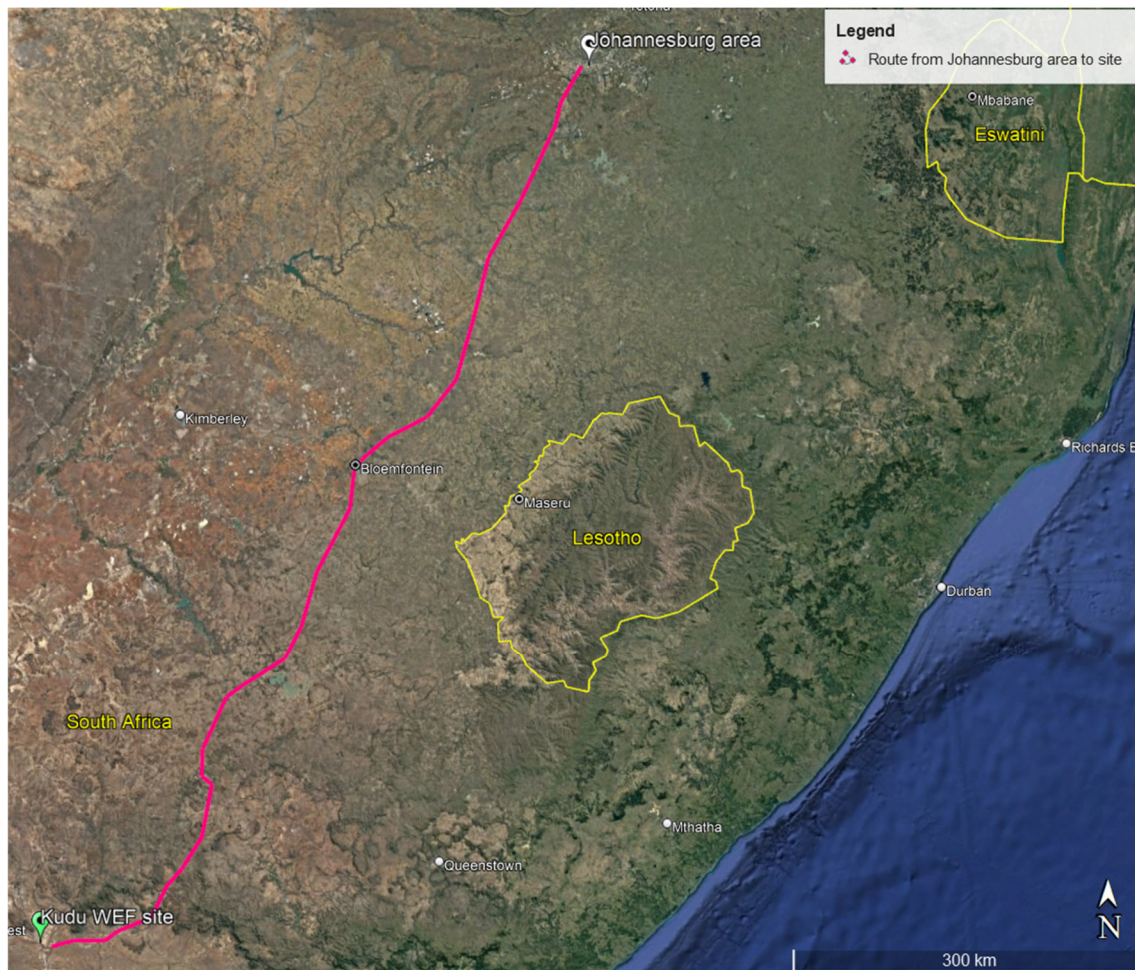 Pretoria
Johannesburg area
Legend
Route from Johannesburg area to site
Mbabane
Eswatini
Kimberley
Richards B
Bloemfontein
Maseru
Lesotho
Durban
South Africa
Mthatha
Queenstown
Kudu WEF site
est
N
300 km